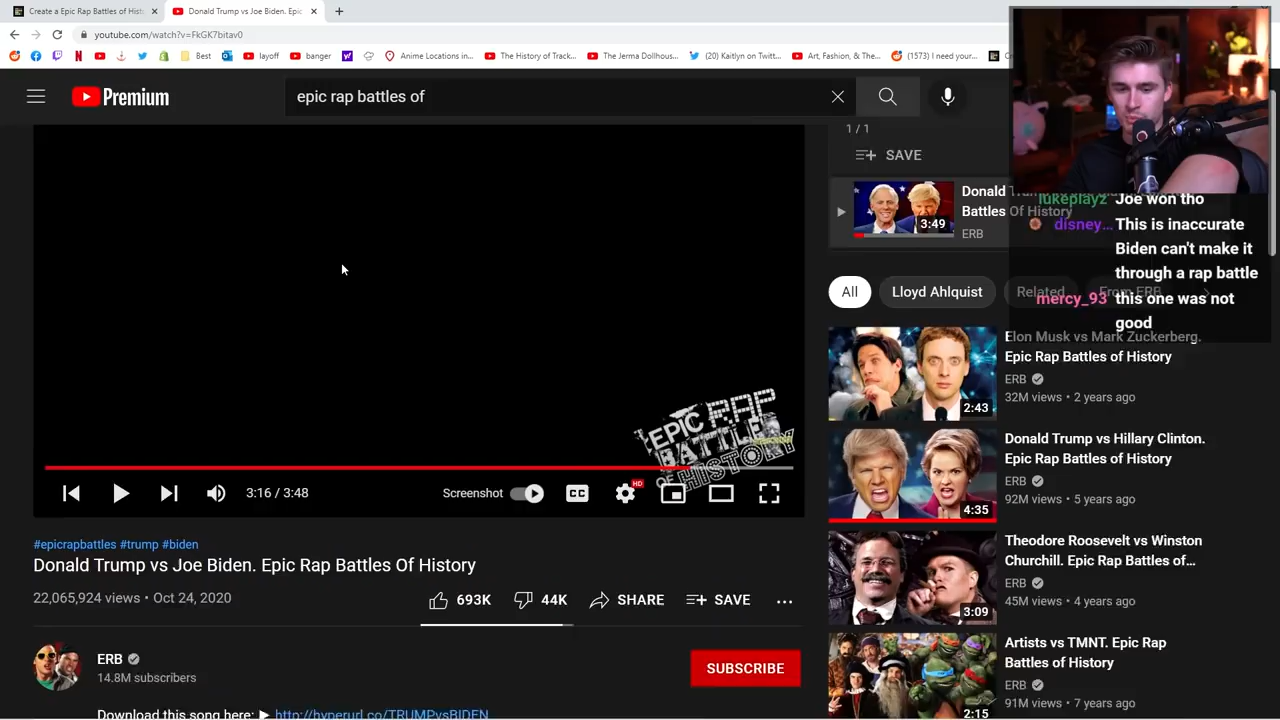 Create a Epic Rap Battles of His
Donald Trump vs Joe Biden. Epic
youtube.com/watch?v=FkGK7bitav0
Best
layoff
banger
Anime Locations in...
The History of Track...
The Jerma Dollhous...
(20) Kaitlyn on Twitt...
Art, Fashion, & The...
(1573) I need your...
Premium
epic rap battles of
1 / 1
SAVE
Donald T
Battles Of History
ERB
3:49
lukeplayz Joe won tho
disney... This is inaccurate
Biden can't make it
through a rap battle
mercy_93 this one was not
good
All
Lloyd Ahlquist
Related
From ERB
EPIC RAP
BATTLES
OF HISTORY
3:16 / 3:48
Screenshot
CC
HD
Elon Musk vs Mark Zuckerberg.
Epic Rap Battles of History
ERB
32M views • 2 years ago
2:43
Donald Trump vs Hillary Clinton.
Epic Rap Battles of History
ERB
92M views • 5 years ago
4:35
Theodore Roosevelt vs Winston
Churchill. Epic Rap Battles of...
ERB
45M views • 4 years ago
3:09
Artists vs TMNT. Epic Rap
Battles of History
ERB
91M views • 7 years ago
2:15
#epicrapbattles #trump #biden
Donald Trump vs Joe Biden. Epic Rap Battles Of History
22,065,924 views • Oct 24, 2020
693K
44K
SHARE
SAVE
ERB
14.8M subscribers
SUBSCRIBE
Download this song here: ► http://hyperurl.co/TRUMPvsBIDEN